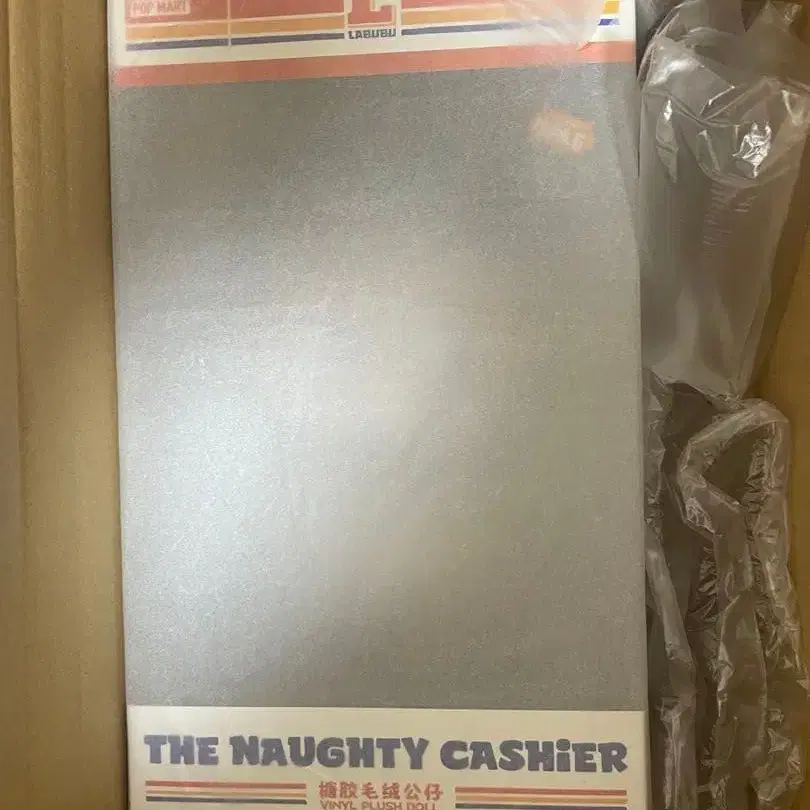 POP MART
L
LABUBU
THE NAUGHTY CASHIER
搪胶毛绒公仔
VINYL PLUSH DOLL